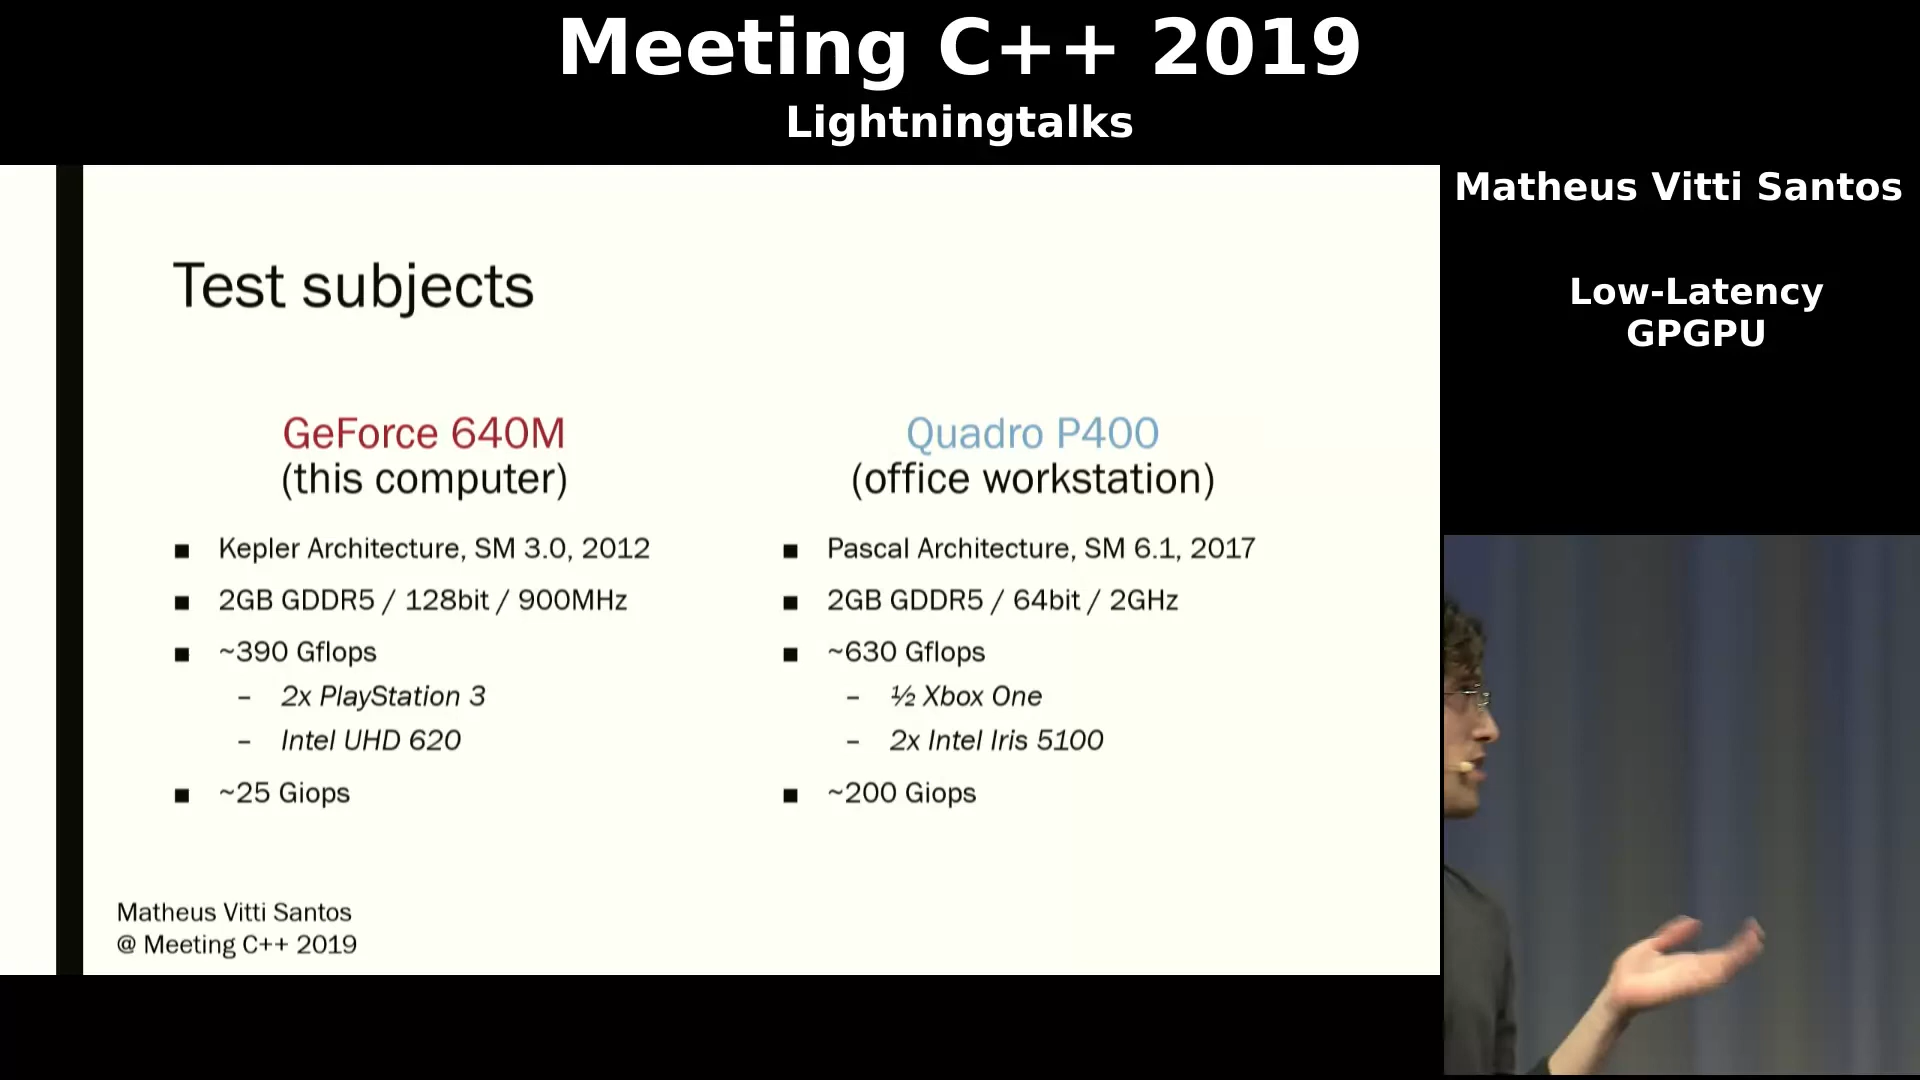 Meeting C++ 2019
Lightningtalks
Matheus Vitti Santos
Low-Latency
GPGPU
Test subjects
GeForce 640M
(this computer)
■ Kepler Architecture, SM 3.0, 2012
■ 2GB GDDR5 / 128bit / 900MHz
■ ~390 Gflops
– 2x PlayStation 3
– Intel UHD 620
■ ~25 Giops
Quadro P400
(office workstation)
■ Pascal Architecture, SM 6.1, 2017
■ 2GB GDDR5 / 64bit / 2GHz
■ ~630 Gflops
– ½ Xbox One
– 2x Intel Iris 5100
■ ~200 Giops
Matheus Vitti Santos
@ Meeting C++ 2019